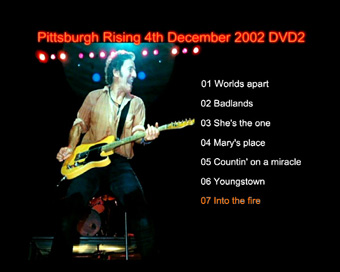 Pittsburgh Rising 4th December 2002 DVD2
01 Worlds apart
02 Badlands
03 She's the one
04 Mary's place
05 Countin' on a miracle
06 Youngstown
07 Into the fire